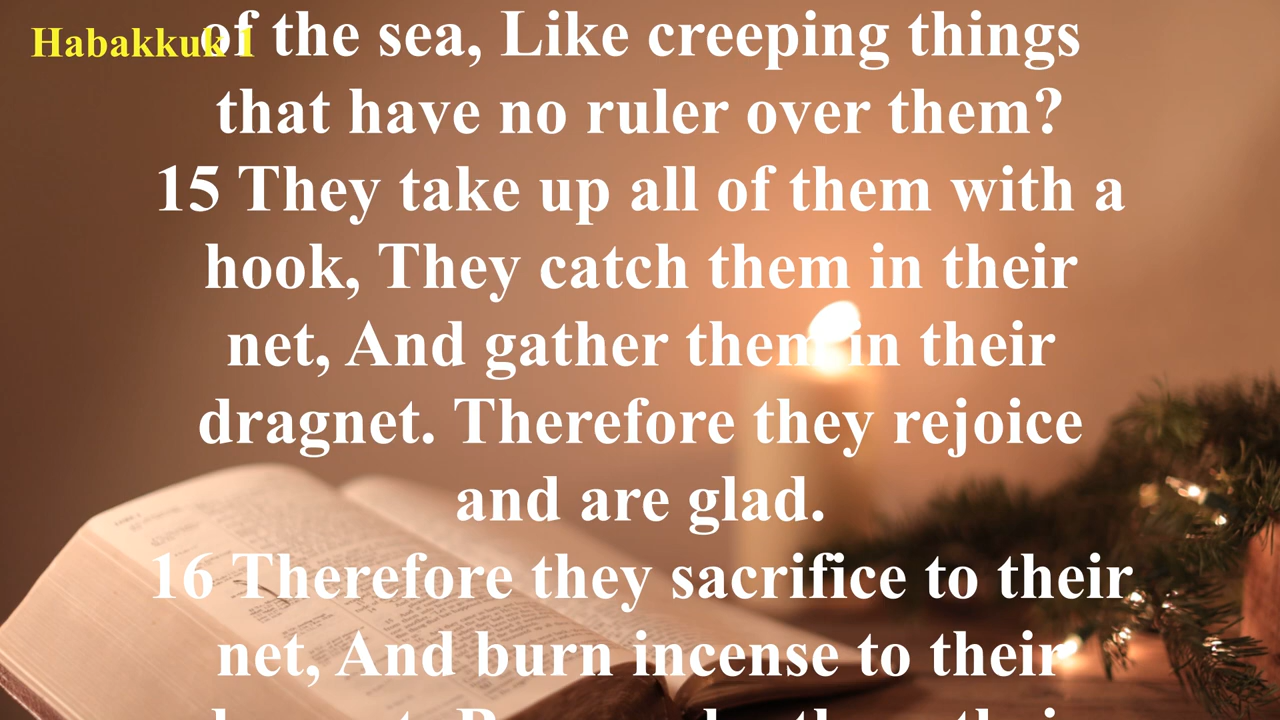 Habakkuk 1
of the sea, Like creeping things
that have no ruler over them?
15 They take up all of them with a
hook, They catch them in their
net, And gather them in their
dragnet. Therefore they rejoice
and are glad.
16 Therefore they sacrifice to their
net, And burn incense to their